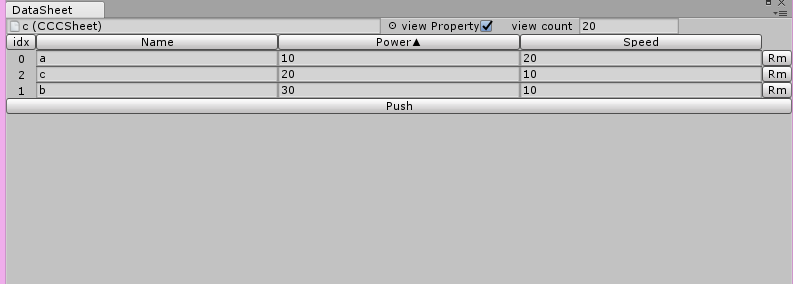 DataSheet
c (CCCSheet) view Property view count 20
idx Name Power▲ Speed
0 a 10 20 Rm
2 c 20 10 Rm
1 b 30 10 Rm
Push